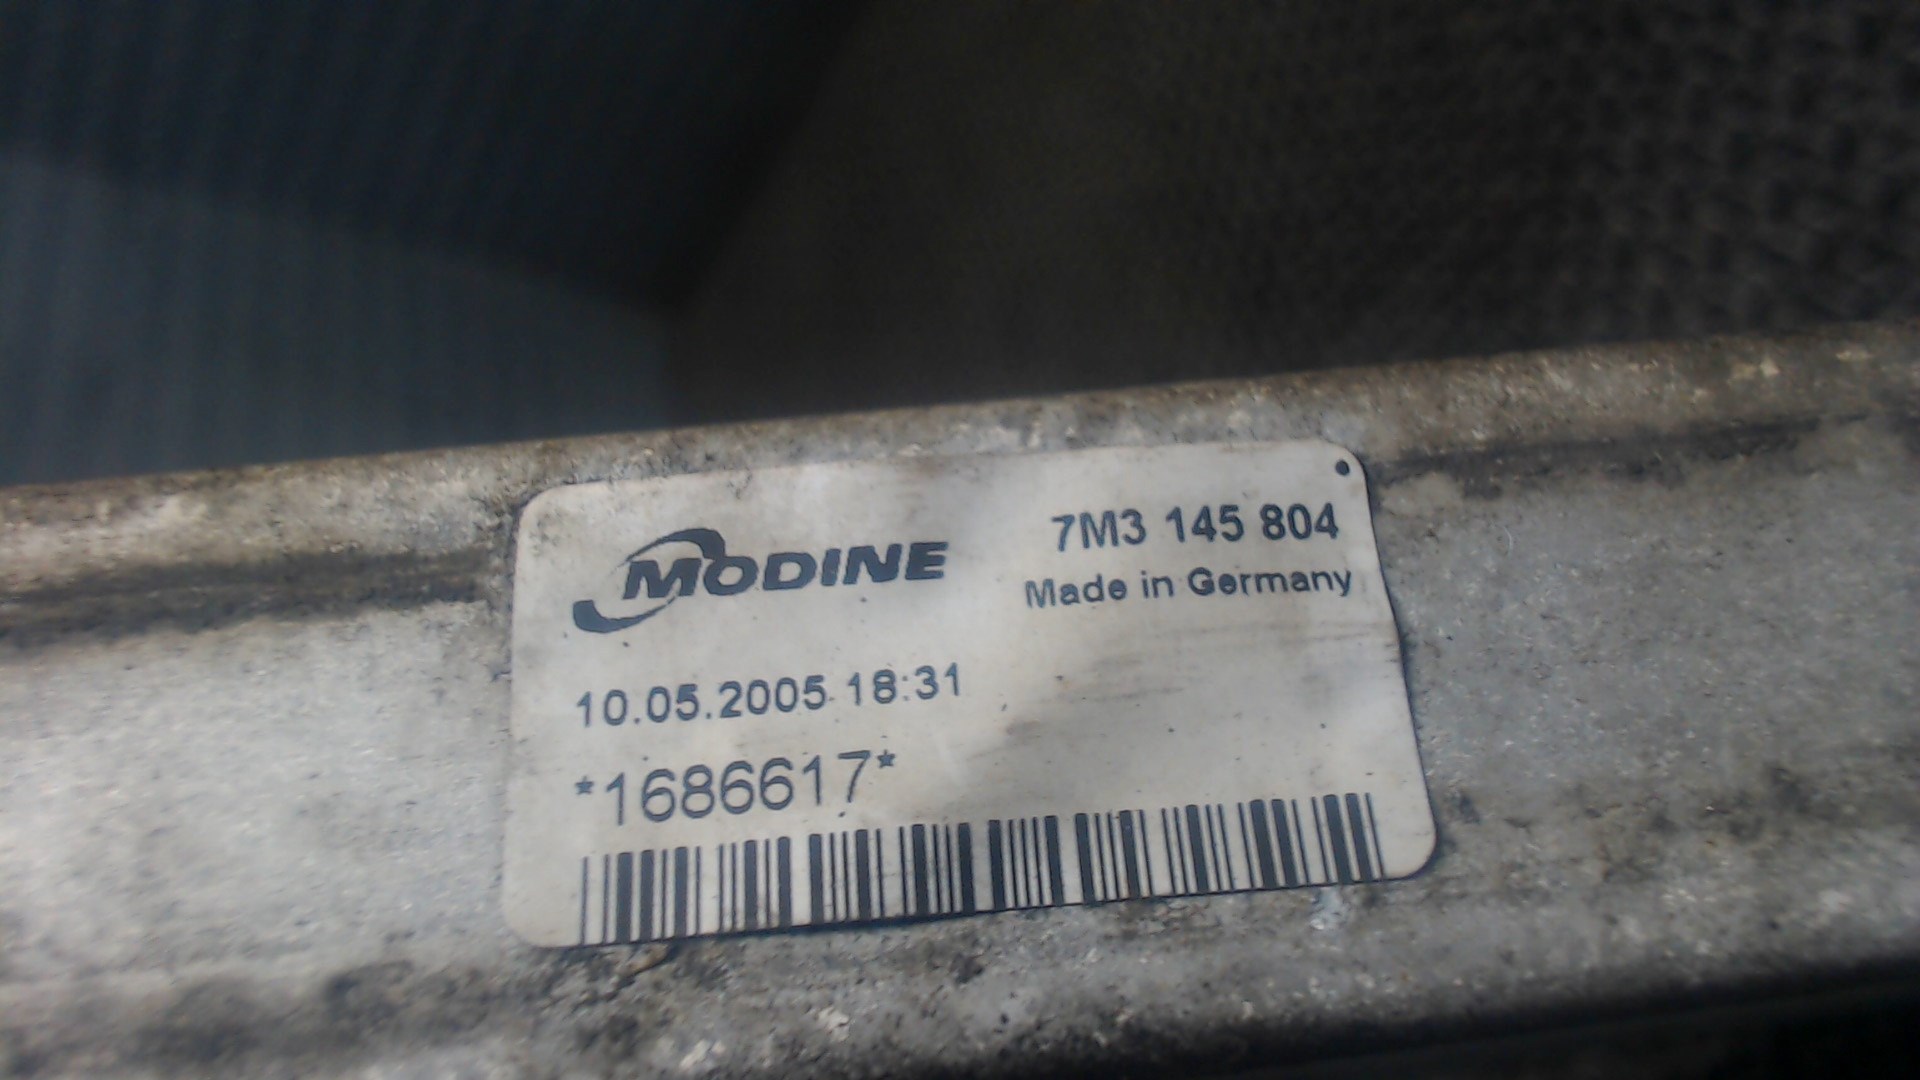 MODINE
7M3 145 804
Made in Germany
10.05.2005 18:31
*1686617*